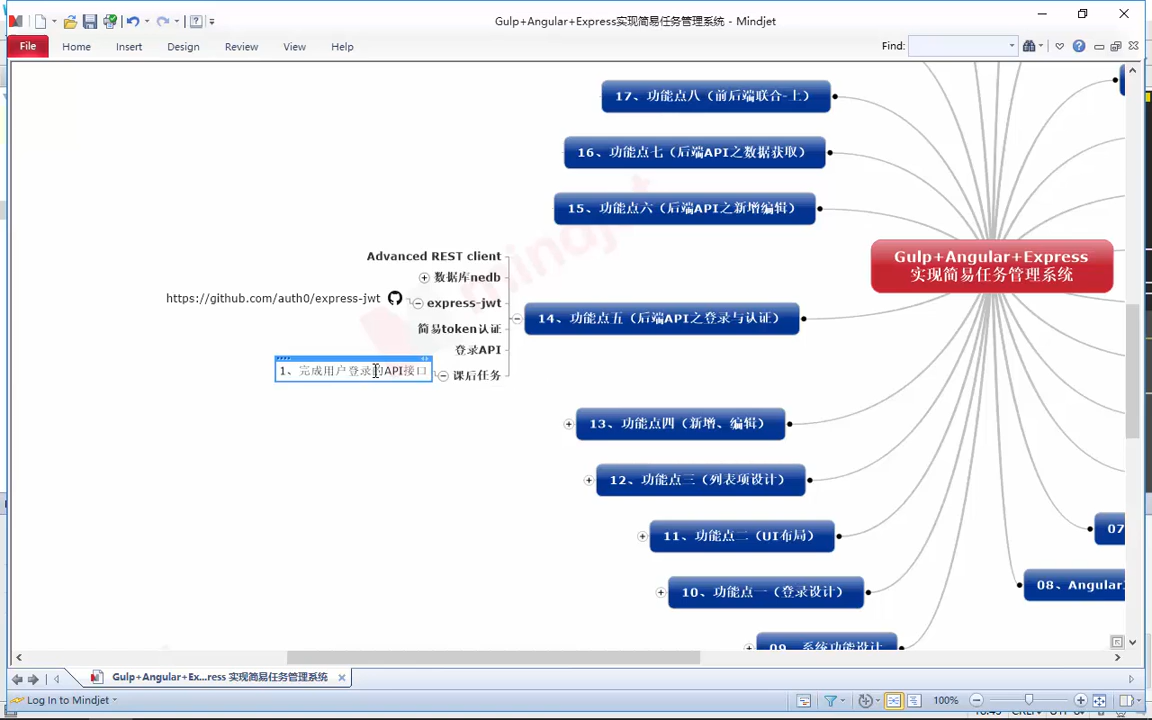 Gulp+Angular+Express实现简易任务管理系统 - Mindjet
File
Home
Insert
Design
Review
View
Help
Find:
17、功能点八（前后端联合-上）
16、功能点七（后端API之数据获取）
15、功能点六（后端API之新增编辑）
Gulp+Angular+Express
实现简易任务管理系统
Advanced REST client
数据库nedb
https://github.com/auth0/express-jwt
express-jwt
14、功能点五（后端API之登录与认证）
简易token认证
登录API
1、完成用户登录的API接口
课后任务
13、功能点四（新增、编辑）
12、功能点三（列表项设计）
11、功能点二（UI布局）
07
08、Angular
10、功能点一（登录设计）
09、系统功能设计
mindjet
Gulp+Angular+Ex...ress 实现简易任务管理系统
Log In to Mindjet
100%